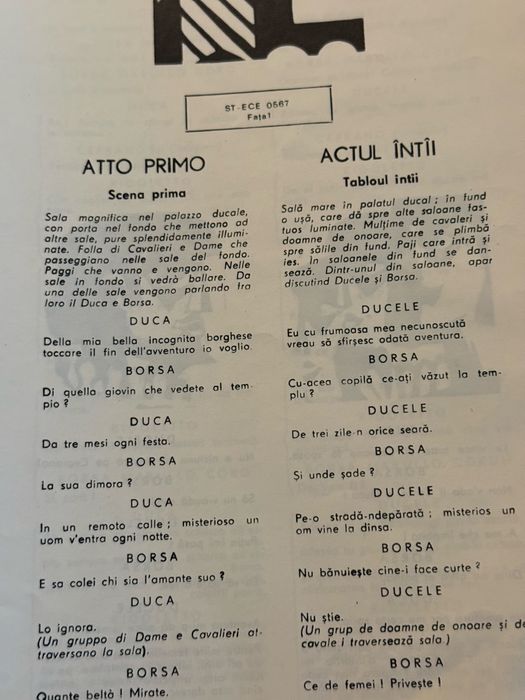 ST-ECE 0567
Fața 1
ATTO PRIMO
Scena prima
Sala magnifica nel palazzo ducale,
con porta nel fondo che mettono ad
altre sale, pure splendidamente illumi-
nate. Folla di Cavalieri e Dame che
passeggiano nelle sale del fondo.
Paggi che vanno e vengono. Nelle
sale in fondo si vedrà ballare. Da
una delle sale vengono parlando fra
loro il Duca e Borsa.
DUCA
Della mia bella incognita borghese
toccare il fin dell'avventuro io voglio.
BORSA
Di quella giovin che vedete al tem-
pio ?
DUCA
Da tre mesi ogni festa.
BORSA
La sua dimora ?
DUCA
In un remoto calle ; misterioso un
uom v'entra ogni notte.
BORSA
E sa colei chi sia l'amante suo ?
DUCA
Lo ignora.
(Un gruppo di Dame e Cavalieri at-
traversano la sala).
BORSA
Quante beltà ! Mirate.
ACTUL ÎNTÎI
Tabloul intîi
Sală mare in palatul ducal ; in fund
o ușă, care dă spre alte saloane fas-
tuos luminate. Mulțime de cavaleri și
doamne de onoare, care se plimbă
spre sălile din fund. Paji care intră și
ies. In saloanele din fund se dan-
sează. Dintr-unul din saloane, apar
discutind Ducele și Borsa.
DUCELE
Eu cu frumoasa mea necunoscută
vreau să sfîrșesc odată aventura.
BORSA
Cu-acea copilă ce-ați văzut la tem-
plu ?
DUCELE
De trei zile-n orice seară.
BORSA
Și unde șade ?
DUCELE
Pe-o stradă-ndepărată ; misterios un
om vine la dinsa.
BORSA
Nu bănuiește cine-i face curte ?
DUCELE
Nu știe.
(Un grup de doamne de onoare și de
cavale i traversează sala.)
BORSA
Ce de femei ! Privește !